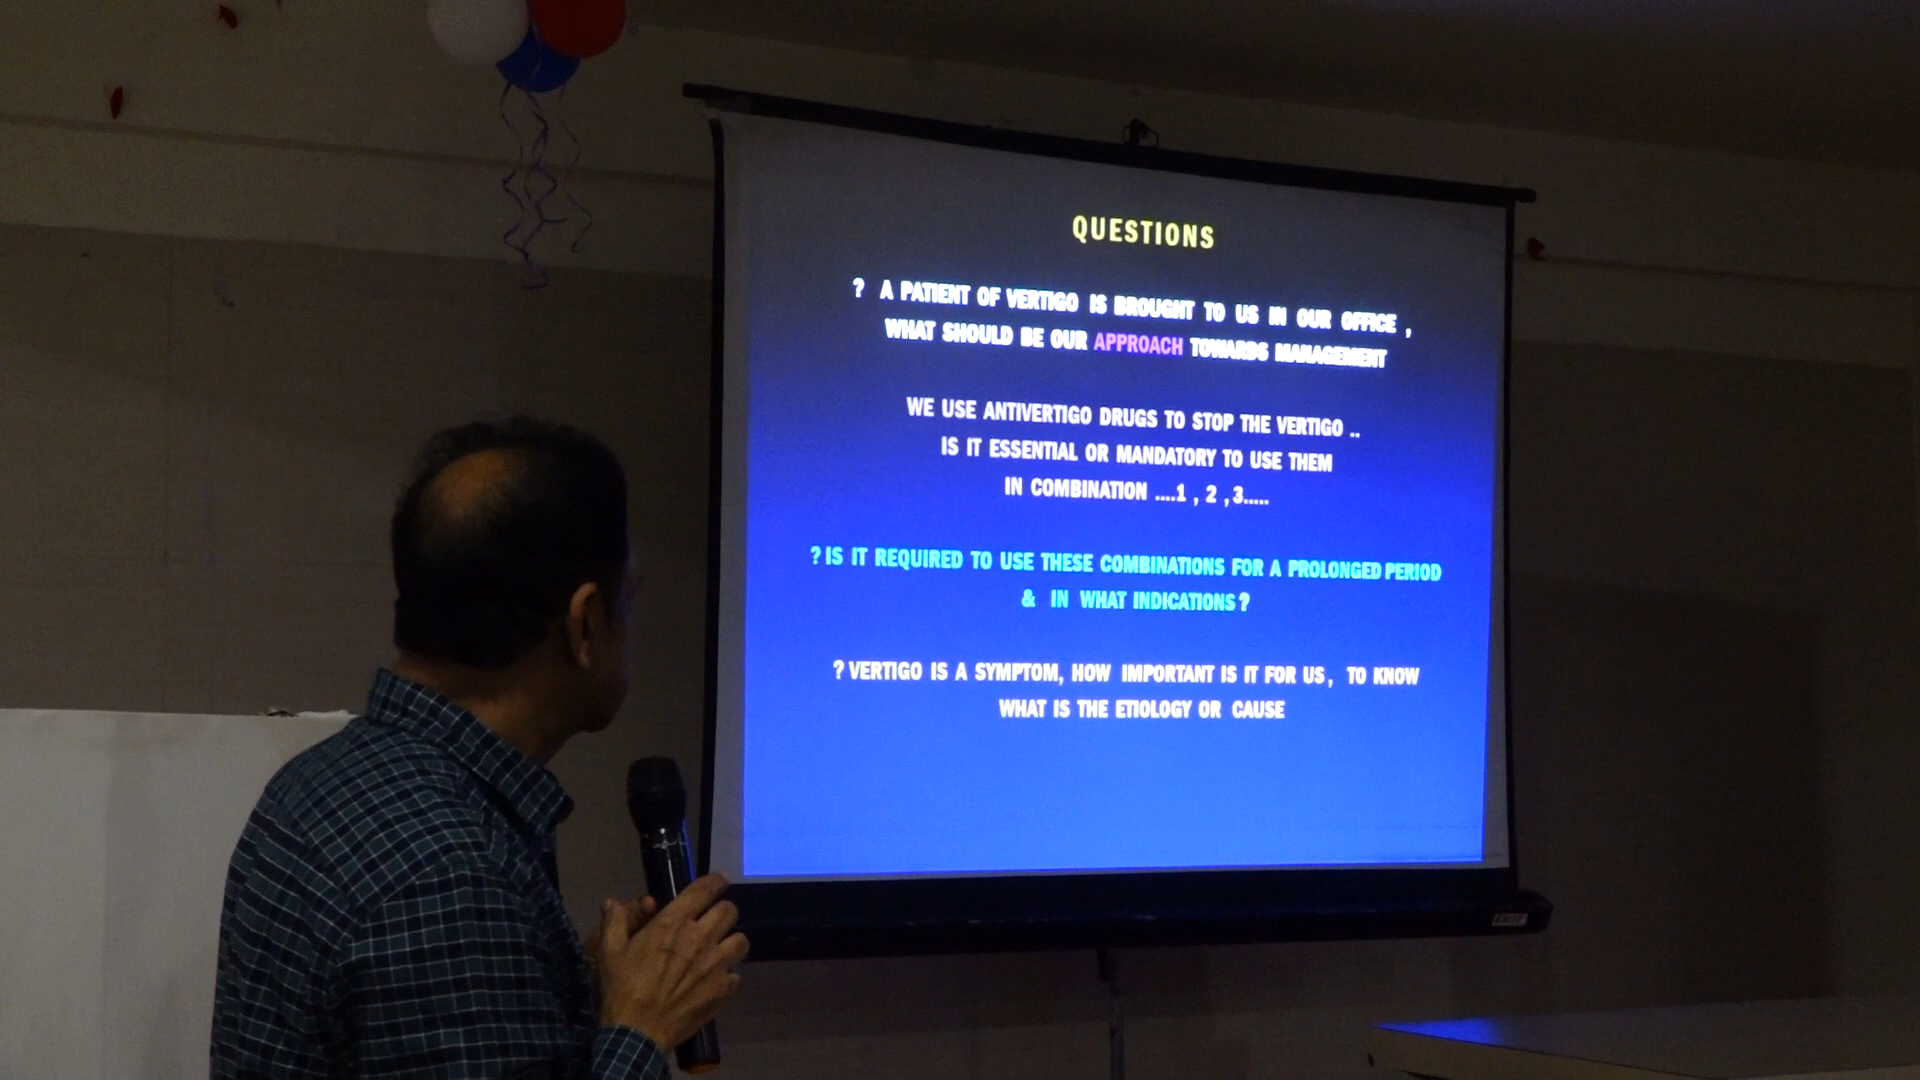 QUESTIONS
? A PATIENT OF VERTIGO IS BROUGHT TO US IN OUR OFFICE ,
WHAT SHOULD BE OUR APPROACH TOWARDS MANAGEMENT
WE USE ANTIVERTIGO DRUGS TO STOP THE VERTIGO ..
IS IT ESSENTIAL OR MANDATORY TO USE THEM
IN COMBINATION ....1 , 2 ,3.....
? IS IT REQUIRED TO USE THESE COMBINATIONS FOR A PROLONGED PERIOD
& IN WHAT INDICATIONS ?
? VERTIGO IS A SYMPTOM, HOW IMPORTANT IS IT FOR US, TO KNOW
WHAT IS THE ETIOLOGY OR CAUSE